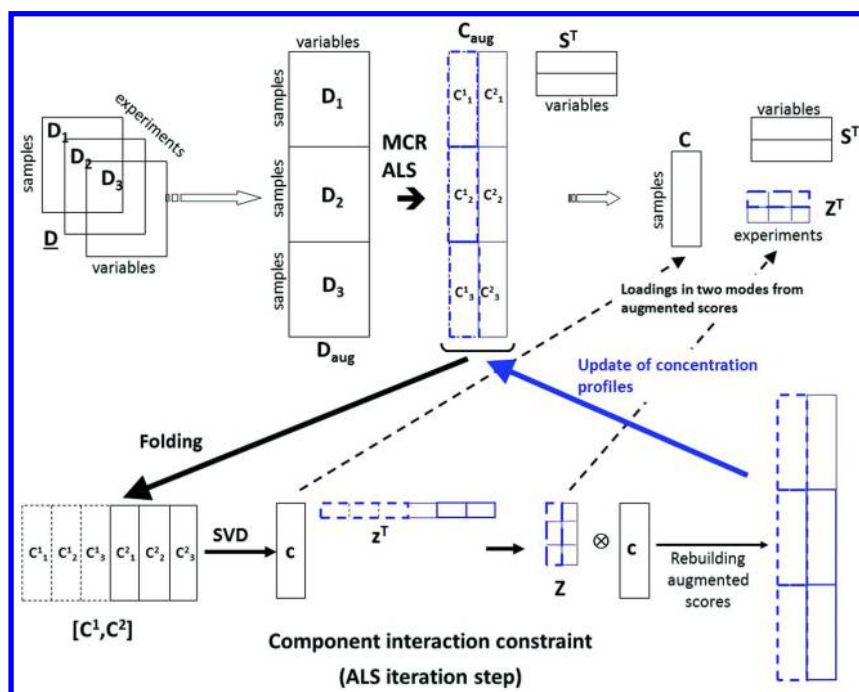 variables
C_aug
S^T
samples
D_1
C^1_1
C^2_1
variables
experiments
variables
D_1
D_2
D_3
samples
MCR
ALS
C
S^T
samples
D_2
C^1_2
C^2_2
samples
Z^T
D
experiments
variables
samples
D_3
C^1_3
C^2_3
Loadings in two modes from
augmented scores
D_aug
Update of concentration
profiles
Folding
SVD
C^1_1
C^1_2
C^1_3
C^2_1
C^2_2
C^2_3
c
z^T
Z
⊗
c
Rebuilding
augmented
scores
[C^1,C^2]
Component interaction constraint
(ALS iteration step)